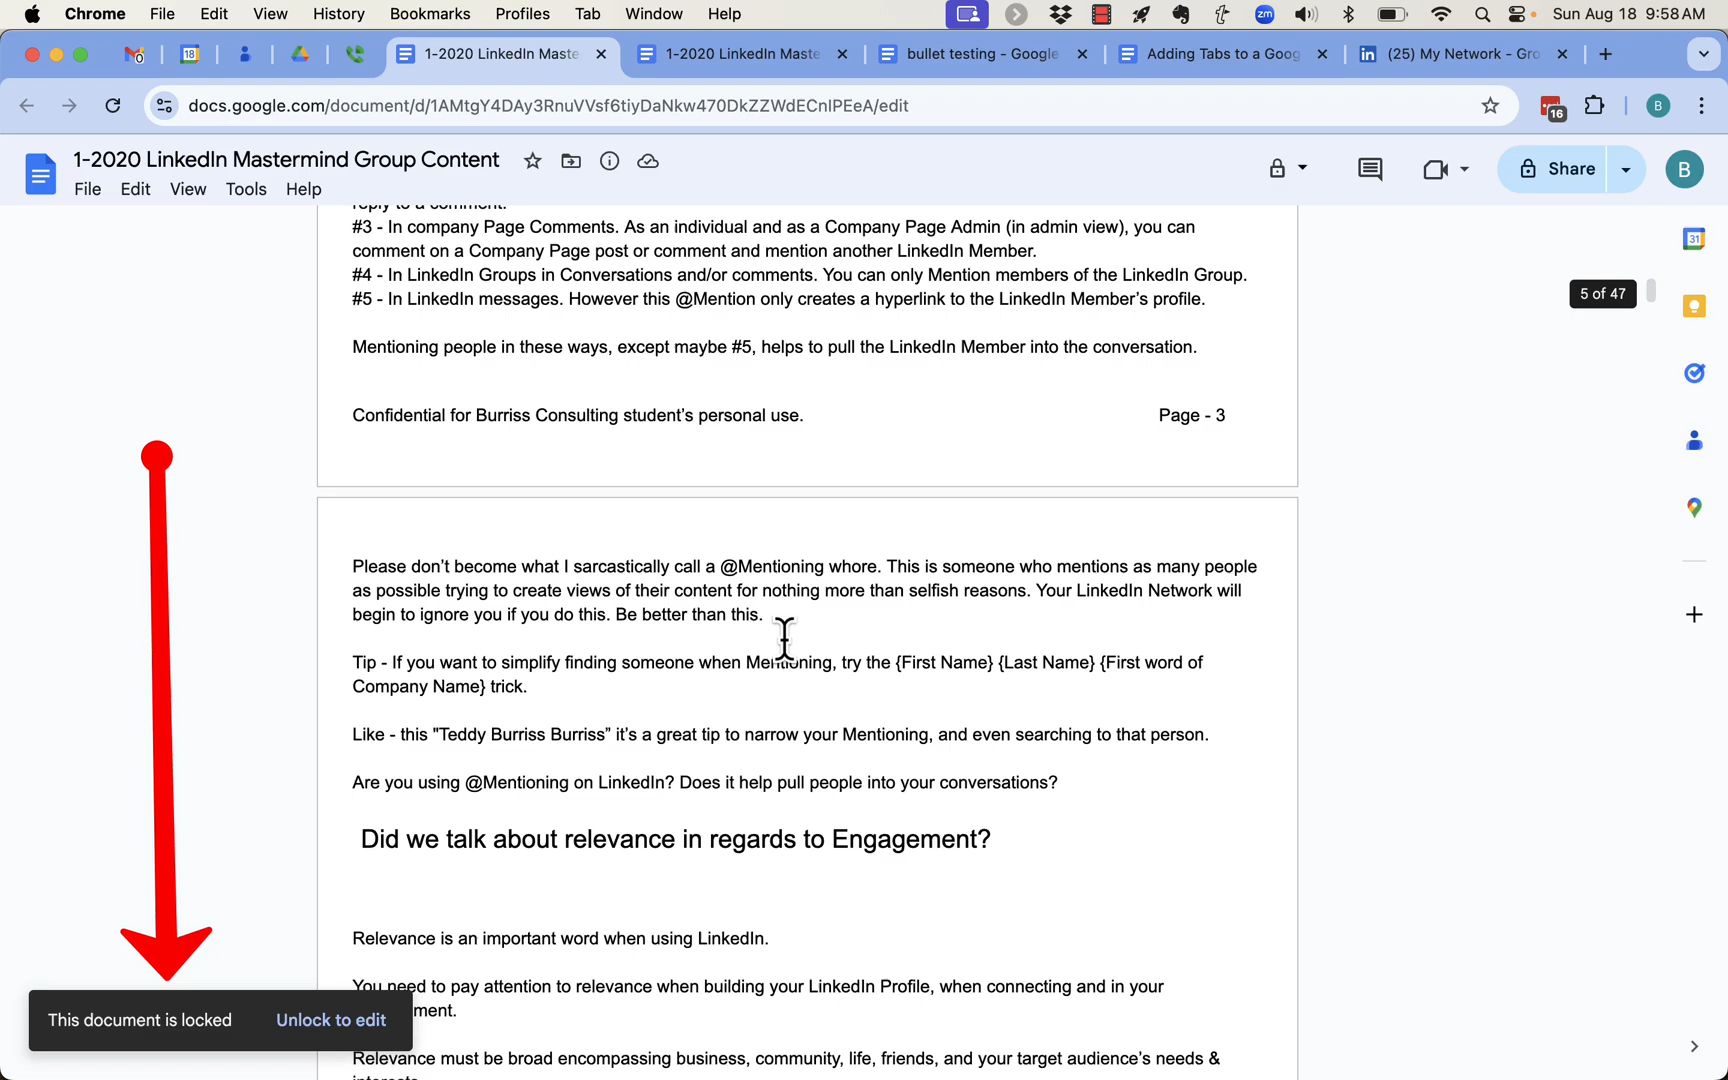 Chrome File Edit View History Bookmarks Profiles Tab Window Help zm Sun Aug 18 9:58 AM
0 18 1-2020 LinkedIn Maste 1-2020 LinkedIn Maste bullet testing - Google Adding Tabs to a Goog in (25) My Network - Gro
docs.google.com/document/d/1AMtgY4DAy3RnuVVsf6tiyDaNkw470DkZZWdECnIPEeA/edit 16 B
1-2020 LinkedIn Mastermind Group Content
File Edit View Tools Help
Share B
reply to a comment.
#3 - In company Page Comments. As an individual and as a Company Page Admin (in admin view), you can
comment on a Company Page post or comment and mention another LinkedIn Member.
#4 - In LinkedIn Groups in Conversations and/or comments. You can only Mention members of the LinkedIn Group.
#5 - In LinkedIn messages. However this @Mention only creates a hyperlink to the LinkedIn Member's profile.
31
5 of 47
Mentioning people in these ways, except maybe #5, helps to pull the LinkedIn Member into the conversation.
Confidential for Burriss Consulting student's personal use. Page - 3
Please don't become what I sarcastically call a @Mentioning whore. This is someone who mentions as many people
as possible trying to create views of their content for nothing more than selfish reasons. Your LinkedIn Network will
begin to ignore you if you do this. Be better than this.
Tip - If you want to simplify finding someone when Mentioning, try the {First Name} {Last Name} {First word of
Company Name} trick.
Like - this "Teddy Burriss Burriss” it's a great tip to narrow your Mentioning, and even searching to that person.
Are you using @Mentioning on LinkedIn? Does it help pull people into your conversations?
Did we talk about relevance in regards to Engagement?
Relevance is an important word when using LinkedIn.
You need to pay attention to relevance when building your LinkedIn Profile, when connecting and in your
ment.
This document is locked Unlock to edit
Relevance must be broad encompassing business, community, life, friends, and your target audience's needs &